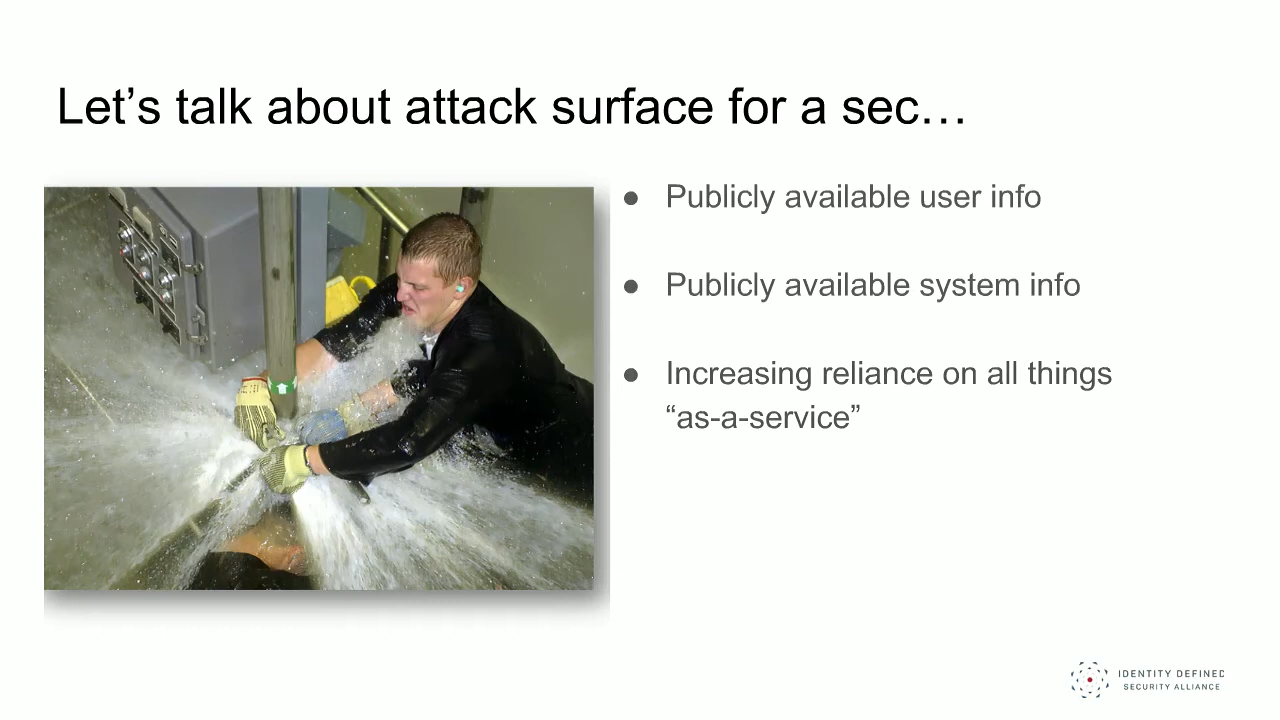 Let’s talk about attack surface for a sec…
● Publicly available user info
● Publicly available system info
● Increasing reliance on all things
“as-a-service”
IDENTITY DEFINED
SECURITY ALLIANCE